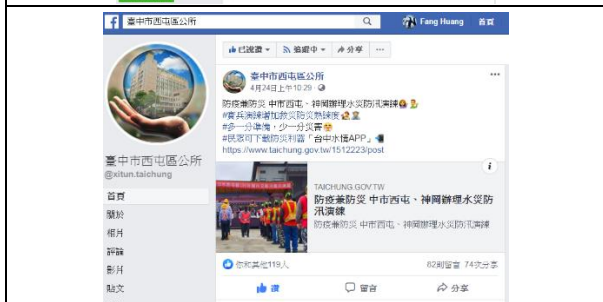 臺中市西屯區公所
Fang Huang 首頁
已說讚 追蹤中 分享 ...
臺中市西屯區公所
4月24日上午10:29
防疫兼防災 中市西屯、神岡辦理水災防汛演練
#實兵演練增加救災防災熟練度
#多一分準備，少一分災害
#民眾可下載防災利器「台中水情APP」
https://www.taichung.gov.tw/1512223/post
臺中市西屯區公所
@xitun.taichung
首頁
關於
相片
評論
影片
貼文
TAICHUNG.GOV.TW
防疫兼防災 中市西屯、神岡辦理水災防汛演練
防疫兼防災 中市西屯、神岡辦理水災防汛演練
你和其他119人
62則留言 74次分享
讚 留言 分享